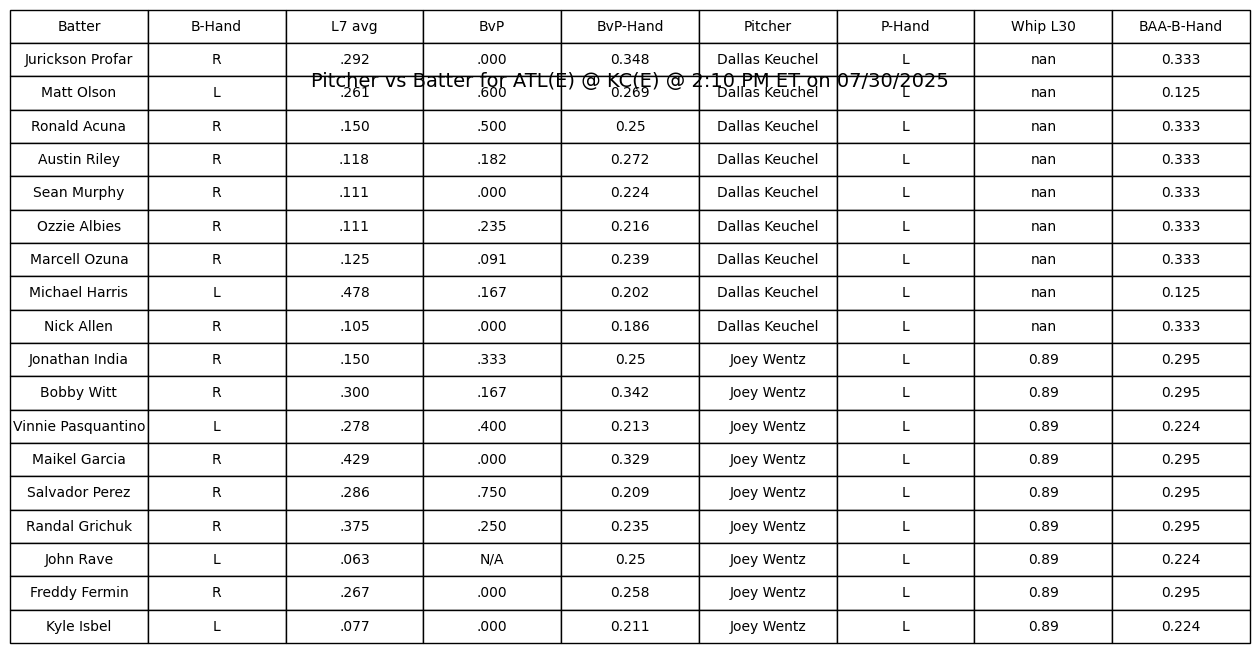 Batter B-Hand L7 avg BvP BvP-Hand Pitcher P-Hand Whip L30 BAA-B-Hand
Jurickson Profar R .292 .000 0.348 Dallas Keuchel L nan 0.333
Pitcher vs Batter for ATL(E) @ KC(E) @ 2:10 PM ET on 07/30/2025
Matt Olson L .261 .600 0.269 Dallas Keuchel L nan 0.125
Ronald Acuna R .150 .500 0.25 Dallas Keuchel L nan 0.333
Austin Riley R .118 .182 0.272 Dallas Keuchel L nan 0.333
Sean Murphy R .111 .000 0.224 Dallas Keuchel L nan 0.333
Ozzie Albies R .111 .235 0.216 Dallas Keuchel L nan 0.333
Marcell Ozuna R .125 .091 0.239 Dallas Keuchel L nan 0.333
Michael Harris L .478 .167 0.202 Dallas Keuchel L nan 0.125
Nick Allen R .105 .000 0.186 Dallas Keuchel L nan 0.333
Jonathan India R .150 .333 0.25 Joey Wentz L 0.89 0.295
Bobby Witt R .300 .167 0.342 Joey Wentz L 0.89 0.295
Vinnie Pasquantino L .278 .400 0.213 Joey Wentz L 0.89 0.224
Maikel Garcia R .429 .000 0.329 Joey Wentz L 0.89 0.295
Salvador Perez R .286 .750 0.209 Joey Wentz L 0.89 0.295
Randal Grichuk R .375 .250 0.235 Joey Wentz L 0.89 0.295
John Rave L .063 N/A 0.25 Joey Wentz L 0.89 0.224
Freddy Fermin R .267 .000 0.258 Joey Wentz L 0.89 0.295
Kyle Isbel L .077 .000 0.211 Joey Wentz L 0.89 0.224